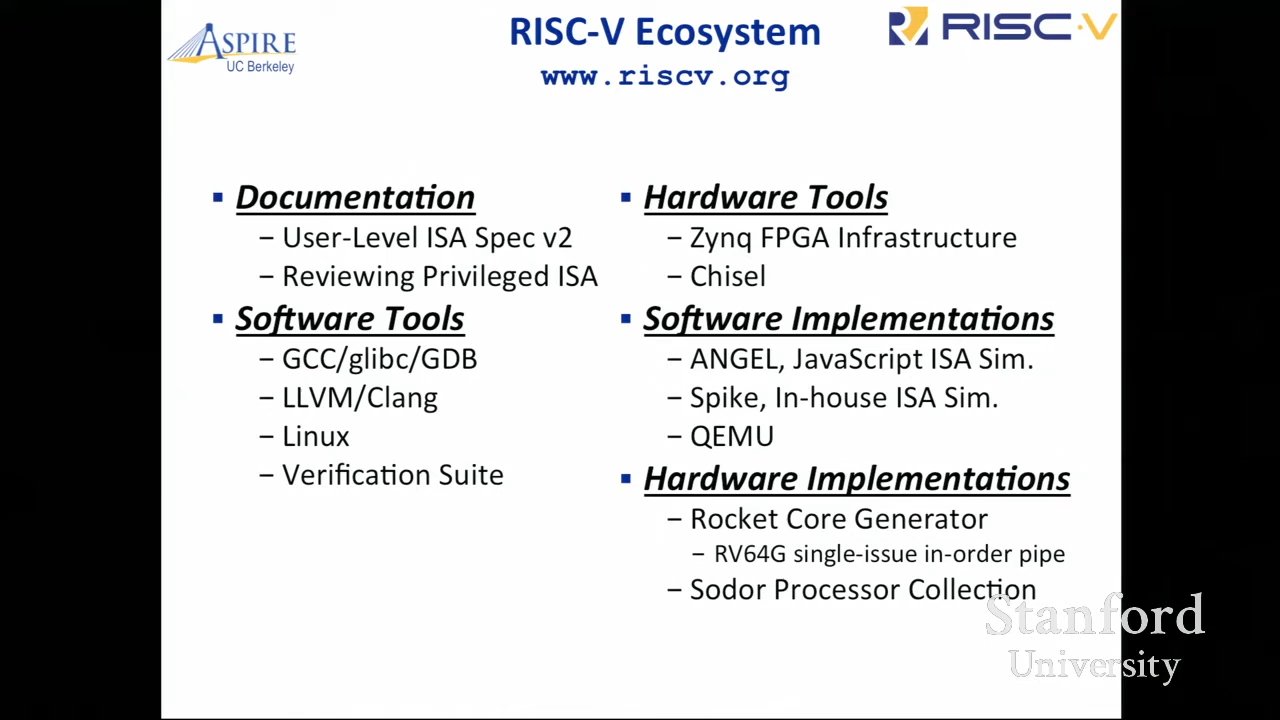 ASPIRE
UC Berkeley
RISC-V Ecosystem
www.riscv.org
RISC-V
▪ Documentation
– User-Level ISA Spec v2
– Reviewing Privileged ISA
▪ Software Tools
– GCC/glibc/GDB
– LLVM/Clang
– Linux
– Verification Suite
▪ Hardware Tools
– Zynq FPGA Infrastructure
– Chisel
▪ Software Implementations
– ANGEL, JavaScript ISA Sim.
– Spike, In-house ISA Sim.
– QEMU
▪ Hardware Implementations
– Rocket Core Generator
– RV64G single-issue in-order pipe
– Sodor Processor Collection
Stanford
University